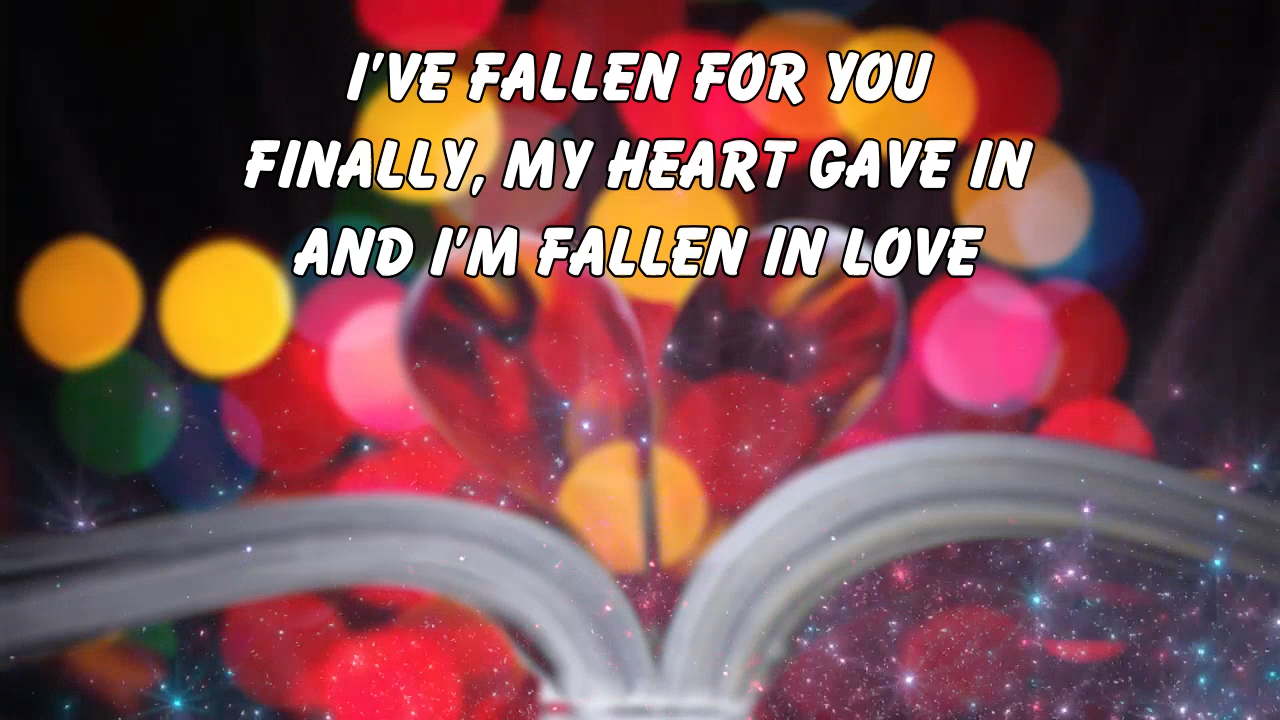 I'VE FALLEN FOR YOU
FINALLY, MY HEART GAVE IN
AND I'M FALLEN IN LOVE